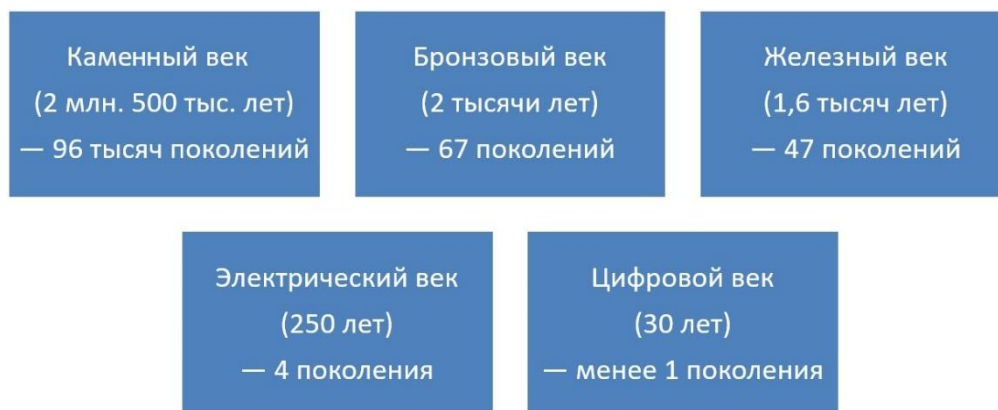 Каменный век
(2 млн. 500 тыс. лет)
— 96 тысяч поколений
Бронзовый век
(2 тысячи лет)
— 67 поколений
Железный век
(1,6 тысяч лет)
— 47 поколений
Электрический век
(250 лет)
— 4 поколения
Цифровой век
(30 лет)
— менее 1 поколения